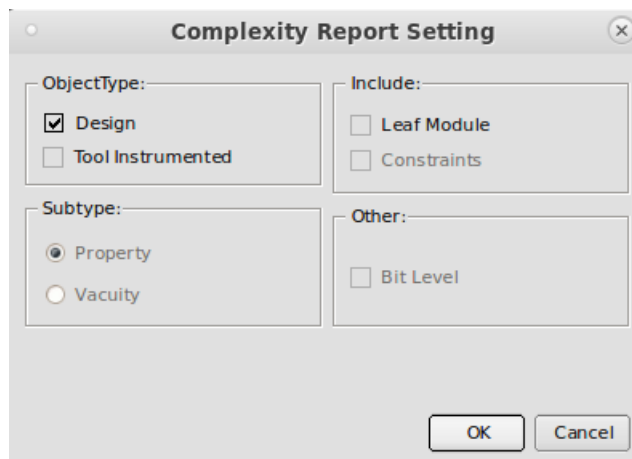 Complexity Report Setting
ObjectType:
Design
Tool Instrumented
Include:
Leaf Module
Constraints
Subtype:
Property
Vacuity
Other:
Bit Level
OK
Cancel